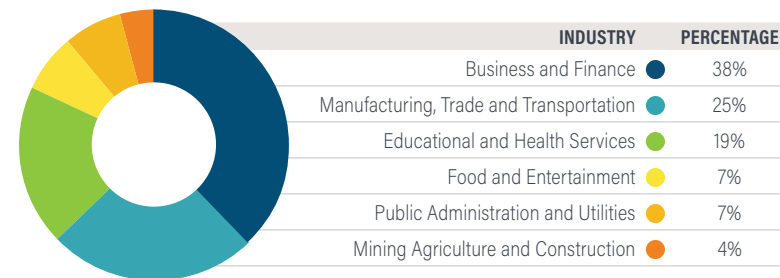 INDUSTRY PERCENTAGE
Business and Finance 38%
Manufacturing, Trade and Transportation 25%
Educational and Health Services 19%
Food and Entertainment 7%
Public Administration and Utilities 7%
Mining Agriculture and Construction 4%